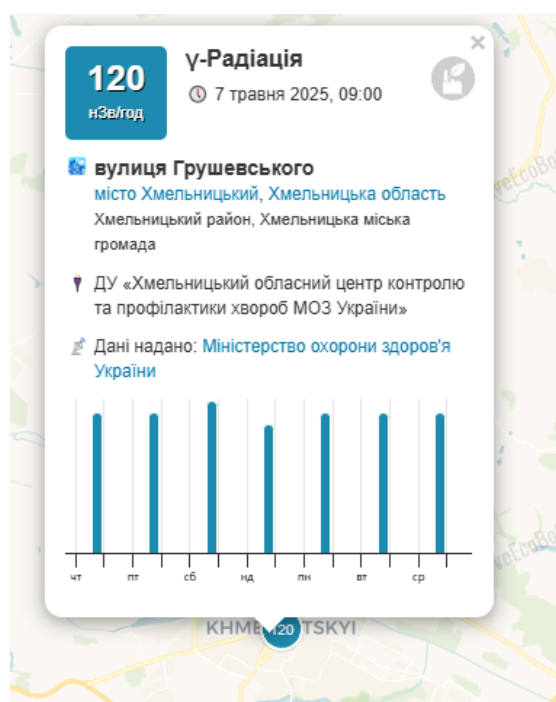 120
нЗв/год
γ-Радіація
7 травня 2025, 09:00
×
вулиця Грушевського
місто Хмельницький, Хмельницька область
Хмельницький район, Хмельницька міська
громада
ДУ «Хмельницький обласний центр контролю
та профілактики хвороб МОЗ України»
Дані надано: Міністерство охорони здоров'я
України
чт пт сб нд пн вт ср
120